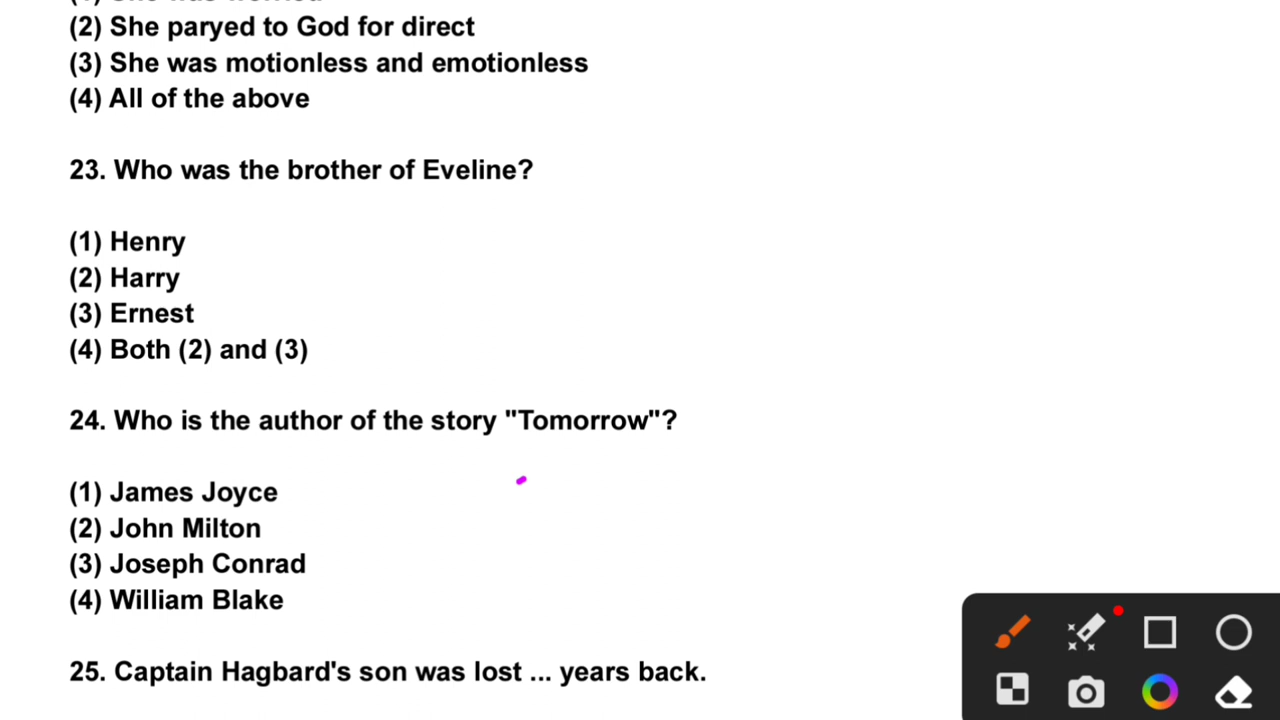 (2) She paryed to God for direct
(3) She was motionless and emotionless
(4) All of the above
23. Who was the brother of Eveline?
(1) Henry
(2) Harry
(3) Ernest
(4) Both (2) and (3)
24. Who is the author of the story "Tomorrow"?
(1) James Joyce
(2) John Milton
(3) Joseph Conrad
(4) William Blake
25. Captain Hagbard's son was lost ... years back.